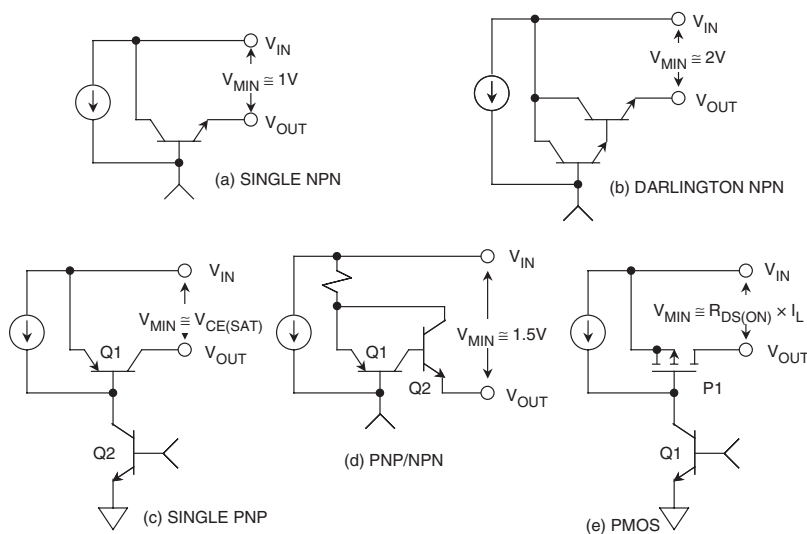 V_IN
V_MIN ≅ 1V
V_OUT
(a) SINGLE NPN
V_IN
V_MIN ≅ 2V
V_OUT
(b) DARLINGTON NPN
V_IN
V_MIN ≅ V_CE(SAT)
V_OUT
Q1
Q2
(c) SINGLE PNP
V_IN
V_MIN ≅ 1.5V
Q1
Q2
V_OUT
(d) PNP/NPN
V_IN
V_MIN ≅ R_DS(ON) × I_L
V_OUT
P1
Q1
(e) PMOS